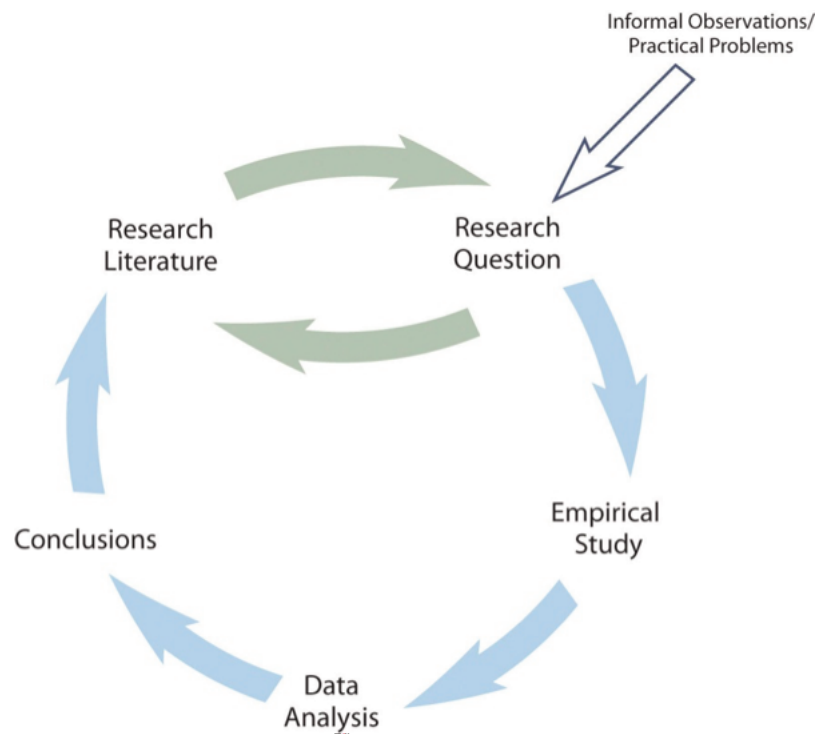 Informal Observations/
Practical Problems
Research
Literature
Research
Question
Empirical
Study
Conclusions
Data
Analysis